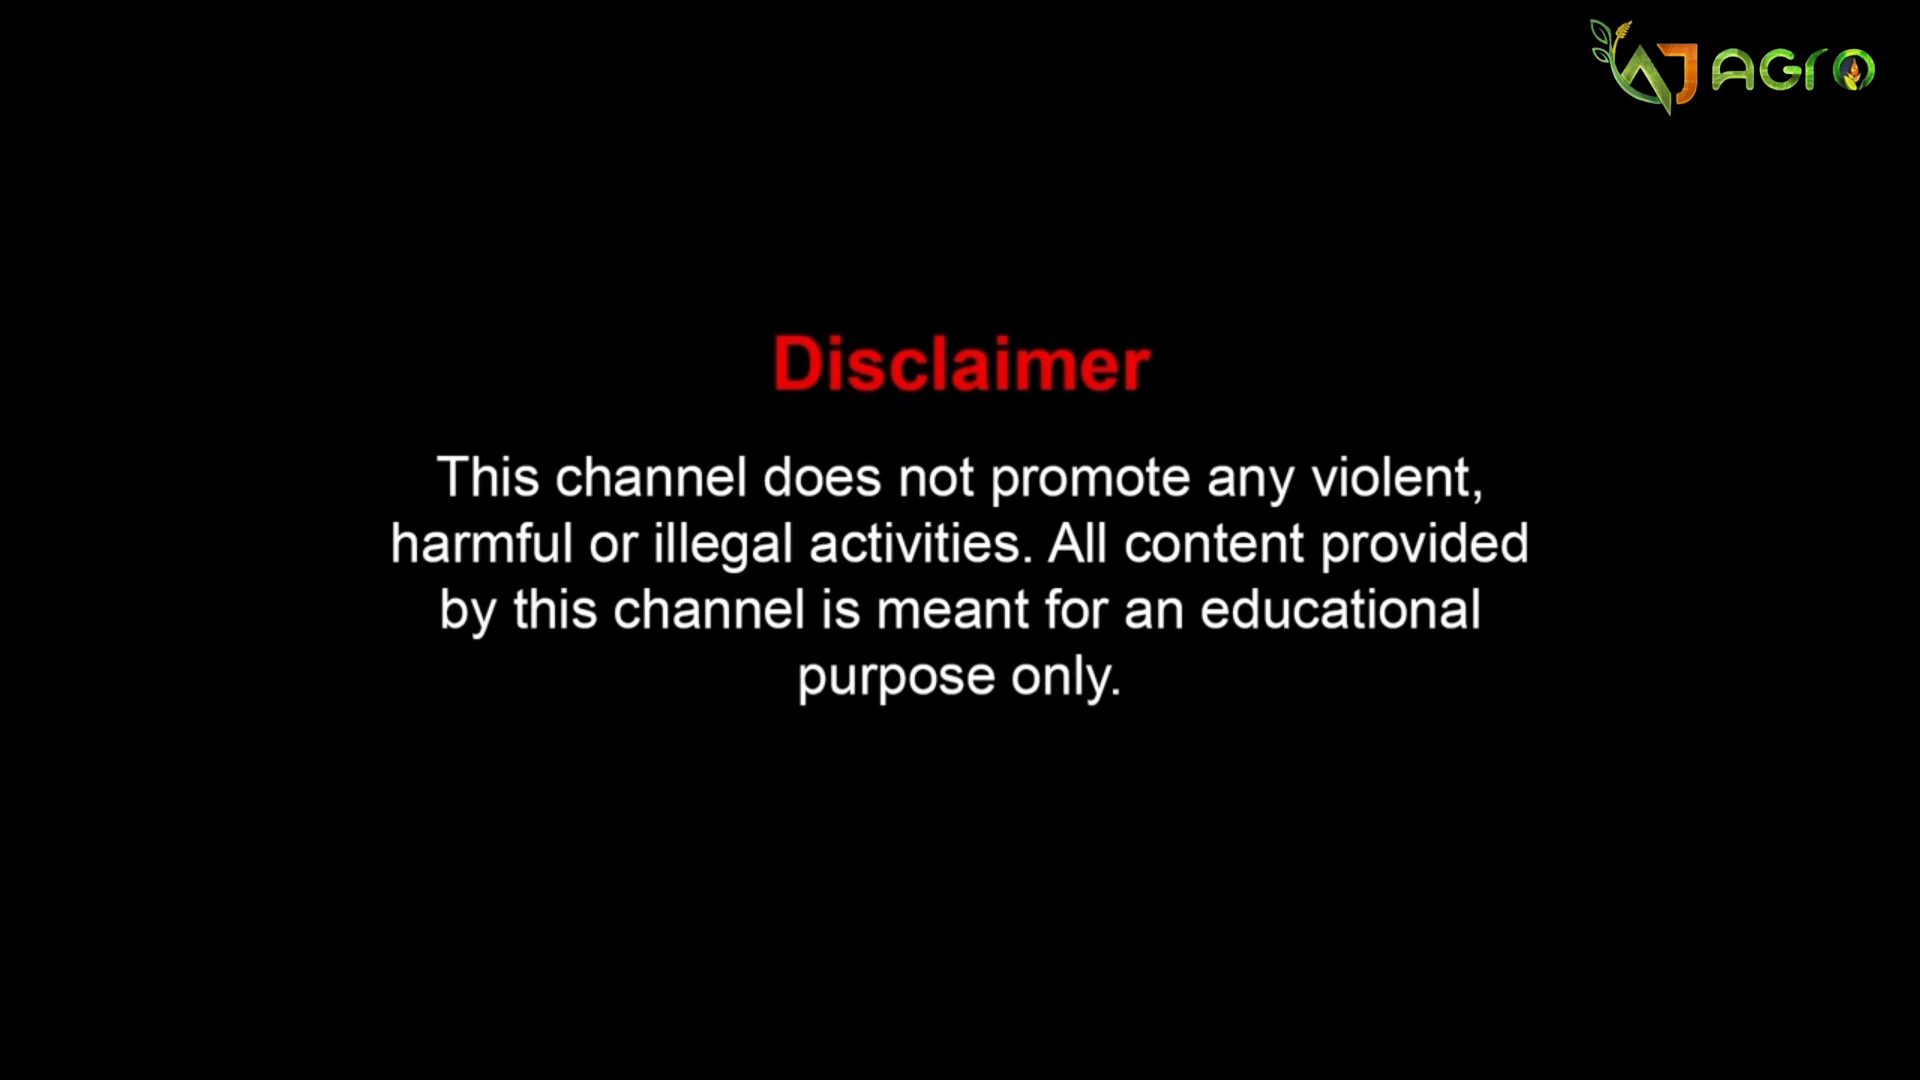 AJ AGRO
Disclaimer
This channel does not promote any violent,
harmful or illegal activities. All content provided
by this channel is meant for an educational
purpose only.